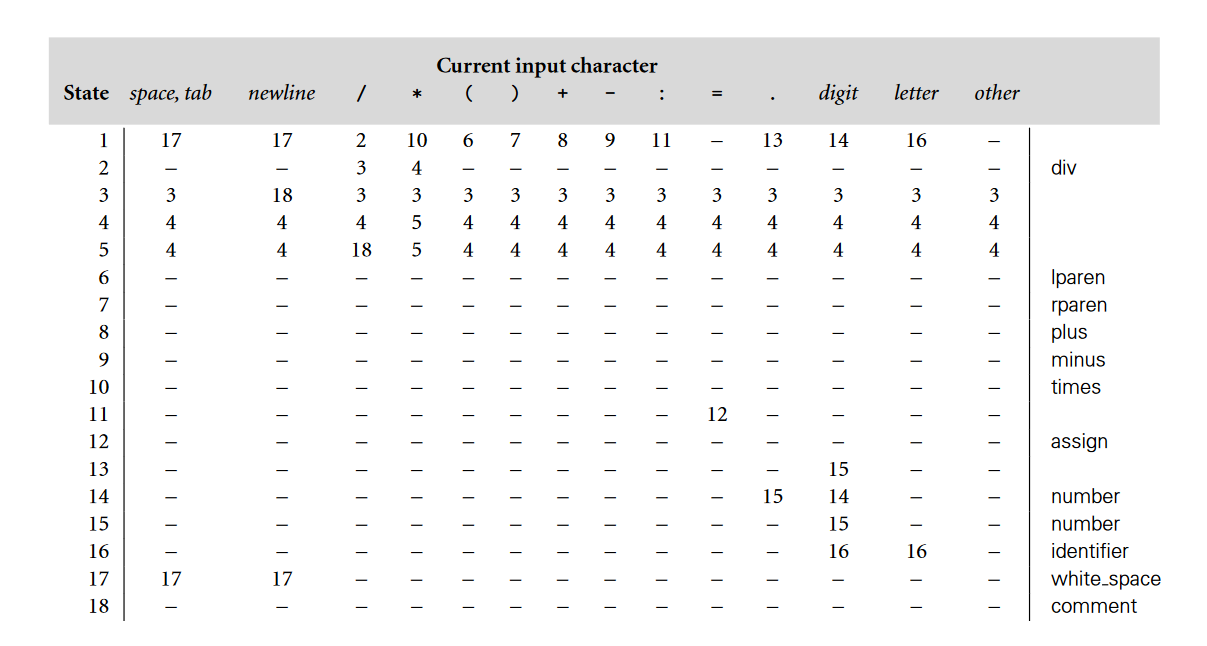 Current input character
State space, tab newline / * ( ) + – : = . digit letter other
1 17 17 2 10 6 7 8 9 11 – 13 14 16 –
2 – – 3 4 – – – – – – – – – – div
3 3 18 3 3 3 3 3 3 3 3 3 3 3 3
4 4 4 4 5 4 4 4 4 4 4 4 4 4 4
5 4 4 18 5 4 4 4 4 4 4 4 4 4 4
6 – – – – – – – – – – – – – – lparen
7 – – – – – – – – – – – – – – rparen
8 – – – – – – – – – – – – – – plus
9 – – – – – – – – – – – – – – minus
10 – – – – – – – – – – – – – – times
11 – – – – – – – – – 12 – – – –
12 – – – – – – – – – – – – – – assign
13 – – – – – – – – – – – 15 – –
14 – – – – – – – – – – 15 14 – – number
15 – – – – – – – – – – – 15 – – number
16 – – – – – – – – – – – 16 16 – identifier
17 17 17 – – – – – – – – – – – – white_space
18 – – – – – – – – – – – – – – comment